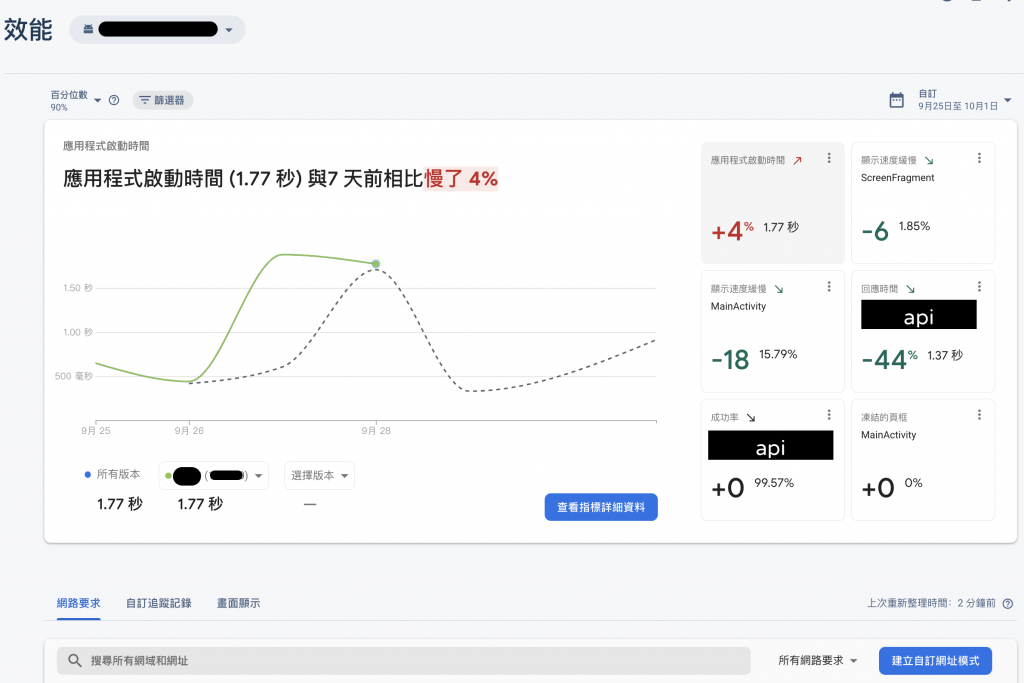 效能
百分位數
90%
篩選器
自訂
9月25日至 10月1日
應用程式啟動時間
應用程式啟動時間 (1.77 秒) 與7 天前相比慢了 4%
1.50 秒
1.00 秒
500 毫秒
9月 25
9月 26
9月 28
所有版本
1.77 秒
( )
1.77 秒
選擇版本
—
查看指標詳細資料
應用程式啟動時間
+4%
1.77 秒
顯示速度緩慢
ScreenFragment
-6
1.85%
顯示速度緩慢
MainActivity
-18
15.79%
回應時間
api
-44%
1.37 秒
成功率
api
+0
99.57%
凍結的頁框
MainActivity
+0
0%
網路要求
自訂追蹤記錄
畫面顯示
上次重新整理時間：2 分鐘前
搜尋所有網域和網址
所有網路要求
建立自訂網址模式